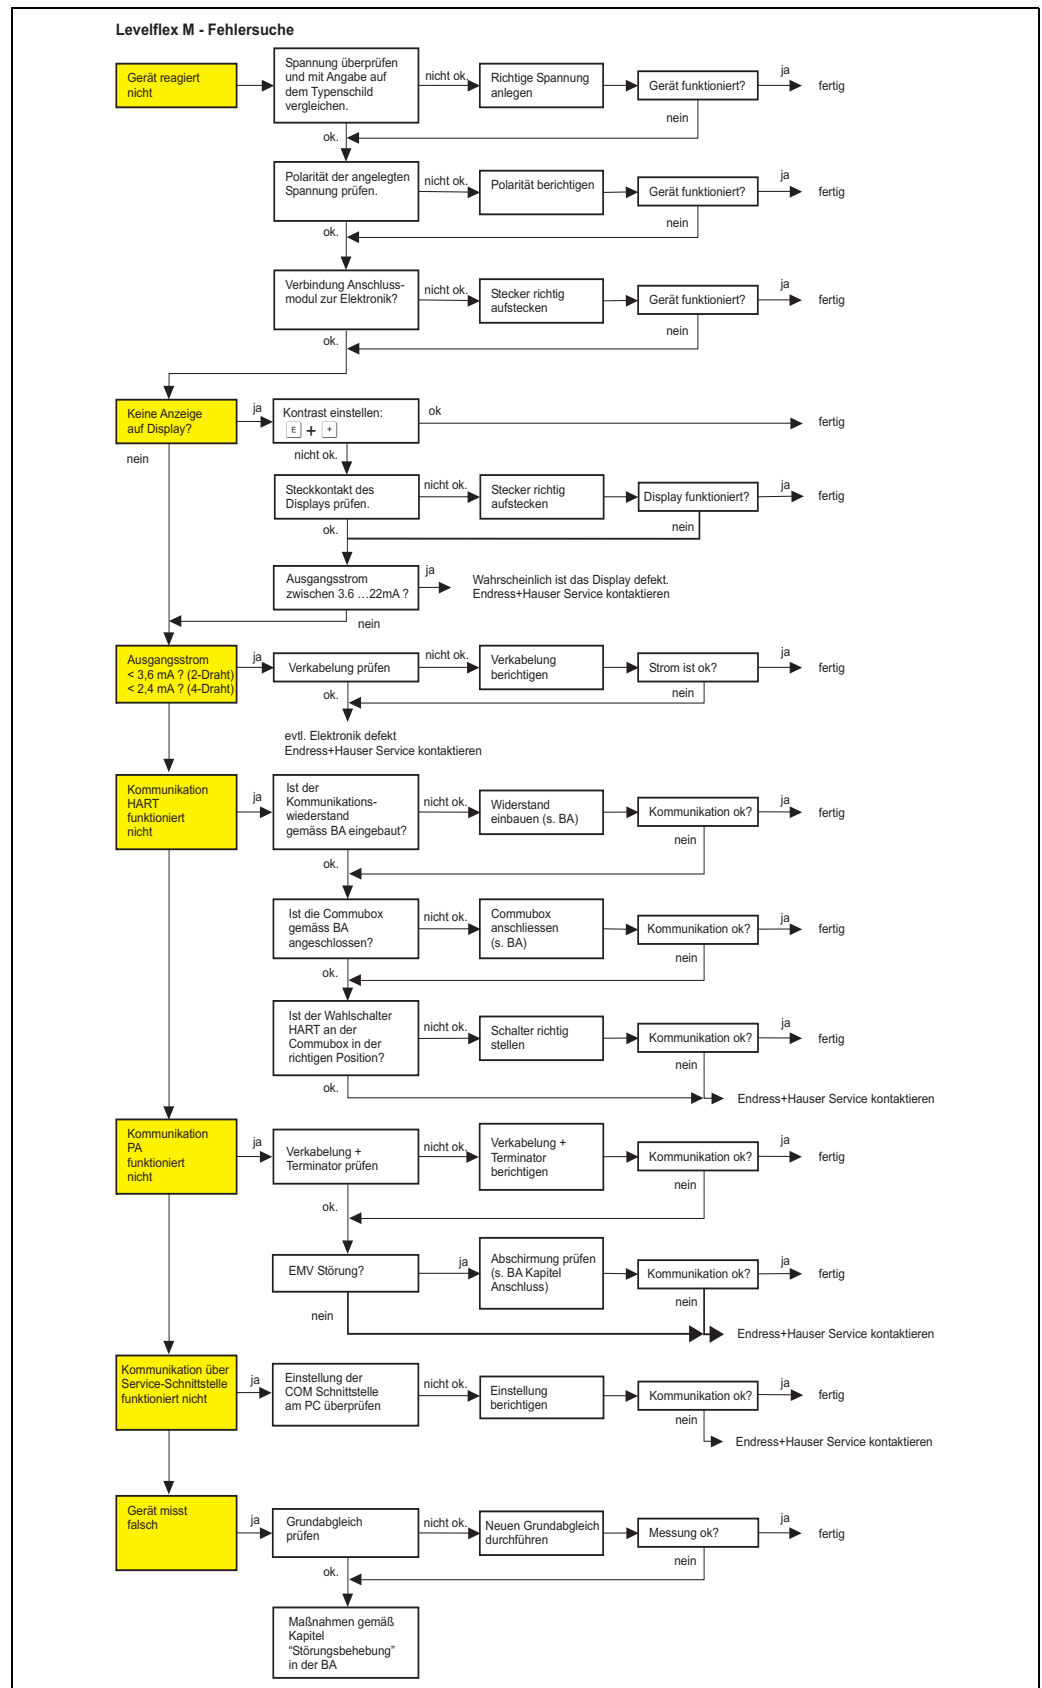 Levelflex M - Fehlersuche
Gerät reagiert
nicht
Spannung überprüfen
und mit Angabe auf
dem Typenschild
vergleichen.
nicht ok.
Richtige Spannung
anlegen
Gerät funktioniert?
ja
fertig
nein
ok.
Polarität der angelegten
Spannung prüfen.
nicht ok.
Polarität berichtigen
Gerät funktioniert?
ja
fertig
nein
ok.
Verbindung Anschluss-
modul zur Elektronik?
nicht ok.
Stecker richtig
aufstecken
Gerät funktioniert?
ja
fertig
nein
ok.
Keine Anzeige
auf Display?
ja
Kontrast einstellen:
E + +
ok
fertig
nein
nicht ok.
Steckkontakt des
Displays prüfen.
nicht ok.
Stecker richtig
aufstecken
Display funktioniert?
ja
fertig
nein
ok.
Ausgangsstrom
zwischen 3.6 ...22mA ?
ja
Wahrscheinlich ist das Display defekt.
Endress+Hauser Service kontaktieren
nein
Ausgangsstrom
< 3,6 mA ? (2-Draht)
< 2,4 mA ? (4-Draht)
ja
Verkabelung prüfen
nicht ok.
Verkabelung
berichtigen
Strom ist ok?
ja
fertig
nein
ok.
evtl. Elektronik defekt
Endress+Hauser Service kontaktieren
Kommunikation
HART
funktioniert
nicht
ja
Ist der
Kommunikations-
wiederstand
gemäss BA eingebaut?
nicht ok.
Widerstand
einbauen (s. BA)
Kommunikation ok?
ja
fertig
nein
ok.
Ist die Commubox
gemäss BA
angeschlossen?
nicht ok.
Commubox
anschliessen
(s. BA)
Kommunikation ok?
ja
fertig
nein
ok.
Ist der Wahlschalter
HART an der
Commubox in der
richtigen Position?
nicht ok.
Schalter richtig
stellen
Kommunikation ok?
ja
fertig
nein
ok.
Endress+Hauser Service kontaktieren
Kommunikation
PA
funktioniert
nicht
ja
Verkabelung +
Terminator prüfen
nicht ok.
Verkabelung +
Terminator
berichtigen
Kommunikation ok?
ja
fertig
nein
ok.
EMV Störung?
ja
Abschirmung prüfen
(s. BA Kapitel
Anschluss)
Kommunikation ok?
ja
fertig
nein
nein
Endress+Hauser Service kontaktieren
Kommunikation über
Service-Schnittstelle
funktioniert nicht
ja
Einstellung der
COM Schnittstelle
am PC überprüfen
nicht ok.
Einstellung
berichtigen
Kommunikation ok?
ja
fertig
nein
Endress+Hauser Service kontaktieren
Gerät misst
falsch
ja
Grundabgleich
prüfen
nicht ok.
Neuen Grundabgleich
durchführen
Messung ok?
ja
fertig
nein
ok.
Maßnahmen gemäß
Kapitel
“Störungsbehebung”
in der BA